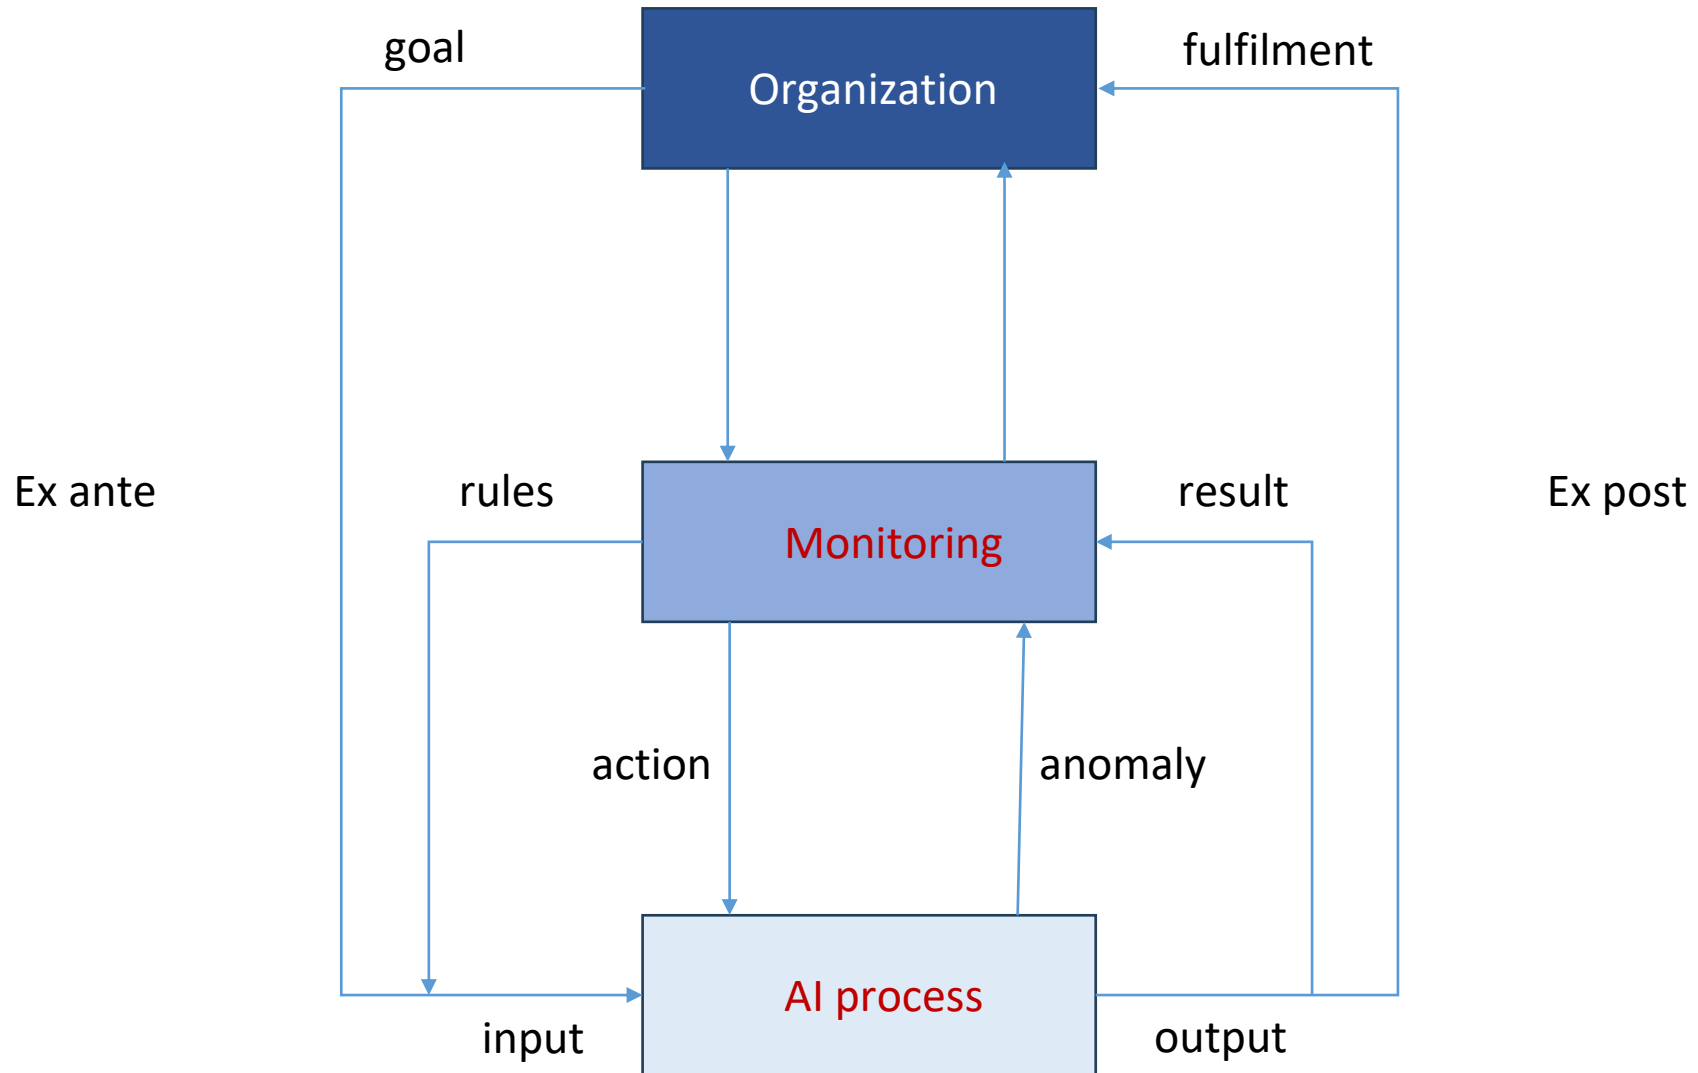 goal
fulfilment
Organization
Ex ante
rules
result
Ex post
Monitoring
action
anomaly
AI process
input
output